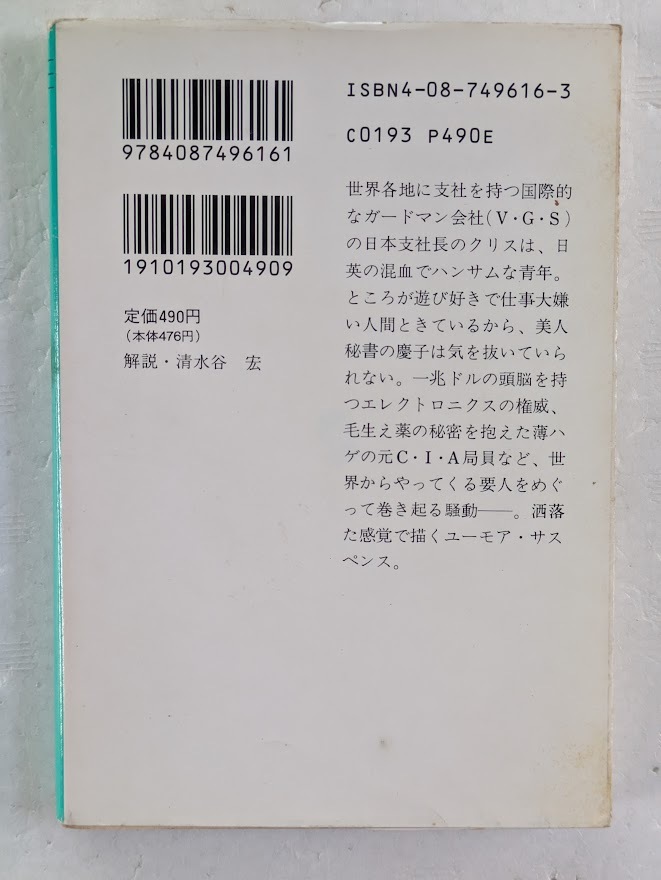 9784087496161
1910193004909
定価490円
(本体476円)
解説・清水谷　宏
ISBN4-08-749616-3
C0193 P490E
世界各地に支社を持つ国際的
なガードマン会社(V・G・S)
の日本支社長のクリスは、日
英の混血でハンサムな青年。
ところが遊び好きで仕事大嫌
い人間ときているから、美人
秘書の慶子は気を抜いていら
れない。一兆ドルの頭脳を持
つエレクトロニクスの権威、
毛生え薬の秘密を抱えた薄ハ
ゲの元C・I・A局員など、世
界からやってくる要人をめぐ
って巻き起る騒動──。洒落
た感覚で描くユーモア・サス
ペンス。